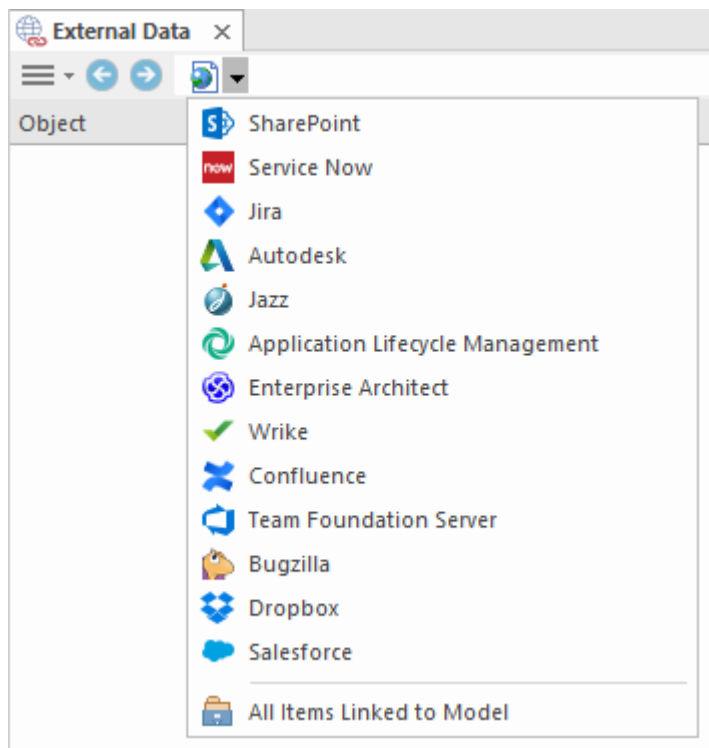 External Data
Object
SharePoint
now
Service Now
Jira
Autodesk
Jazz
Application Lifecycle Management
Enterprise Architect
Wrike
Confluence
Team Foundation Server
Bugzilla
Dropbox
Salesforce
All Items Linked to Model